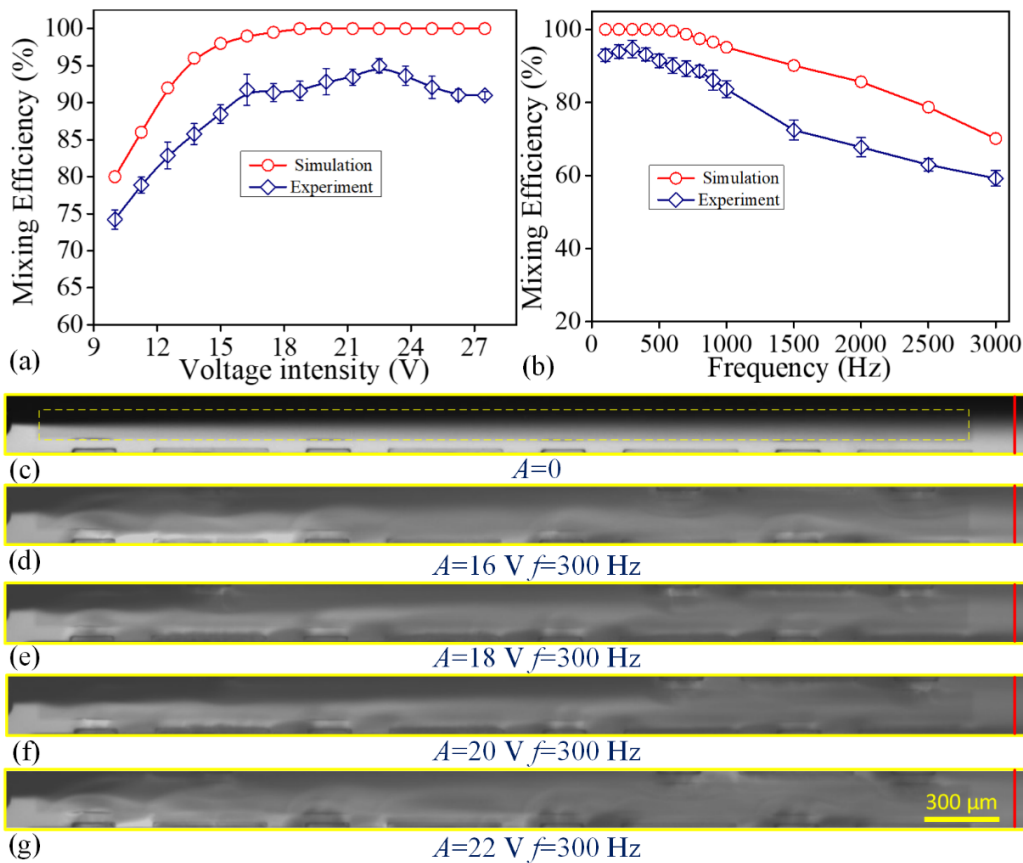 100
95
90
85
80
75
70
65
60
Mixing Efficiency (%)
Simulation
Experiment
9 12 15 18 21 24 27
Voltage intensity (V)
(a)
100
80
60
40
20
Mixing Efficiency (%)
Simulation
Experiment
0 500 1000 1500 2000 2500 3000
Frequency (Hz)
(b)
(c)
A=0
(d)
A=16 V f=300 Hz
(e)
A=18 V f=300 Hz
(f)
A=20 V f=300 Hz
300 µm
(g)
A=22 V f=300 Hz